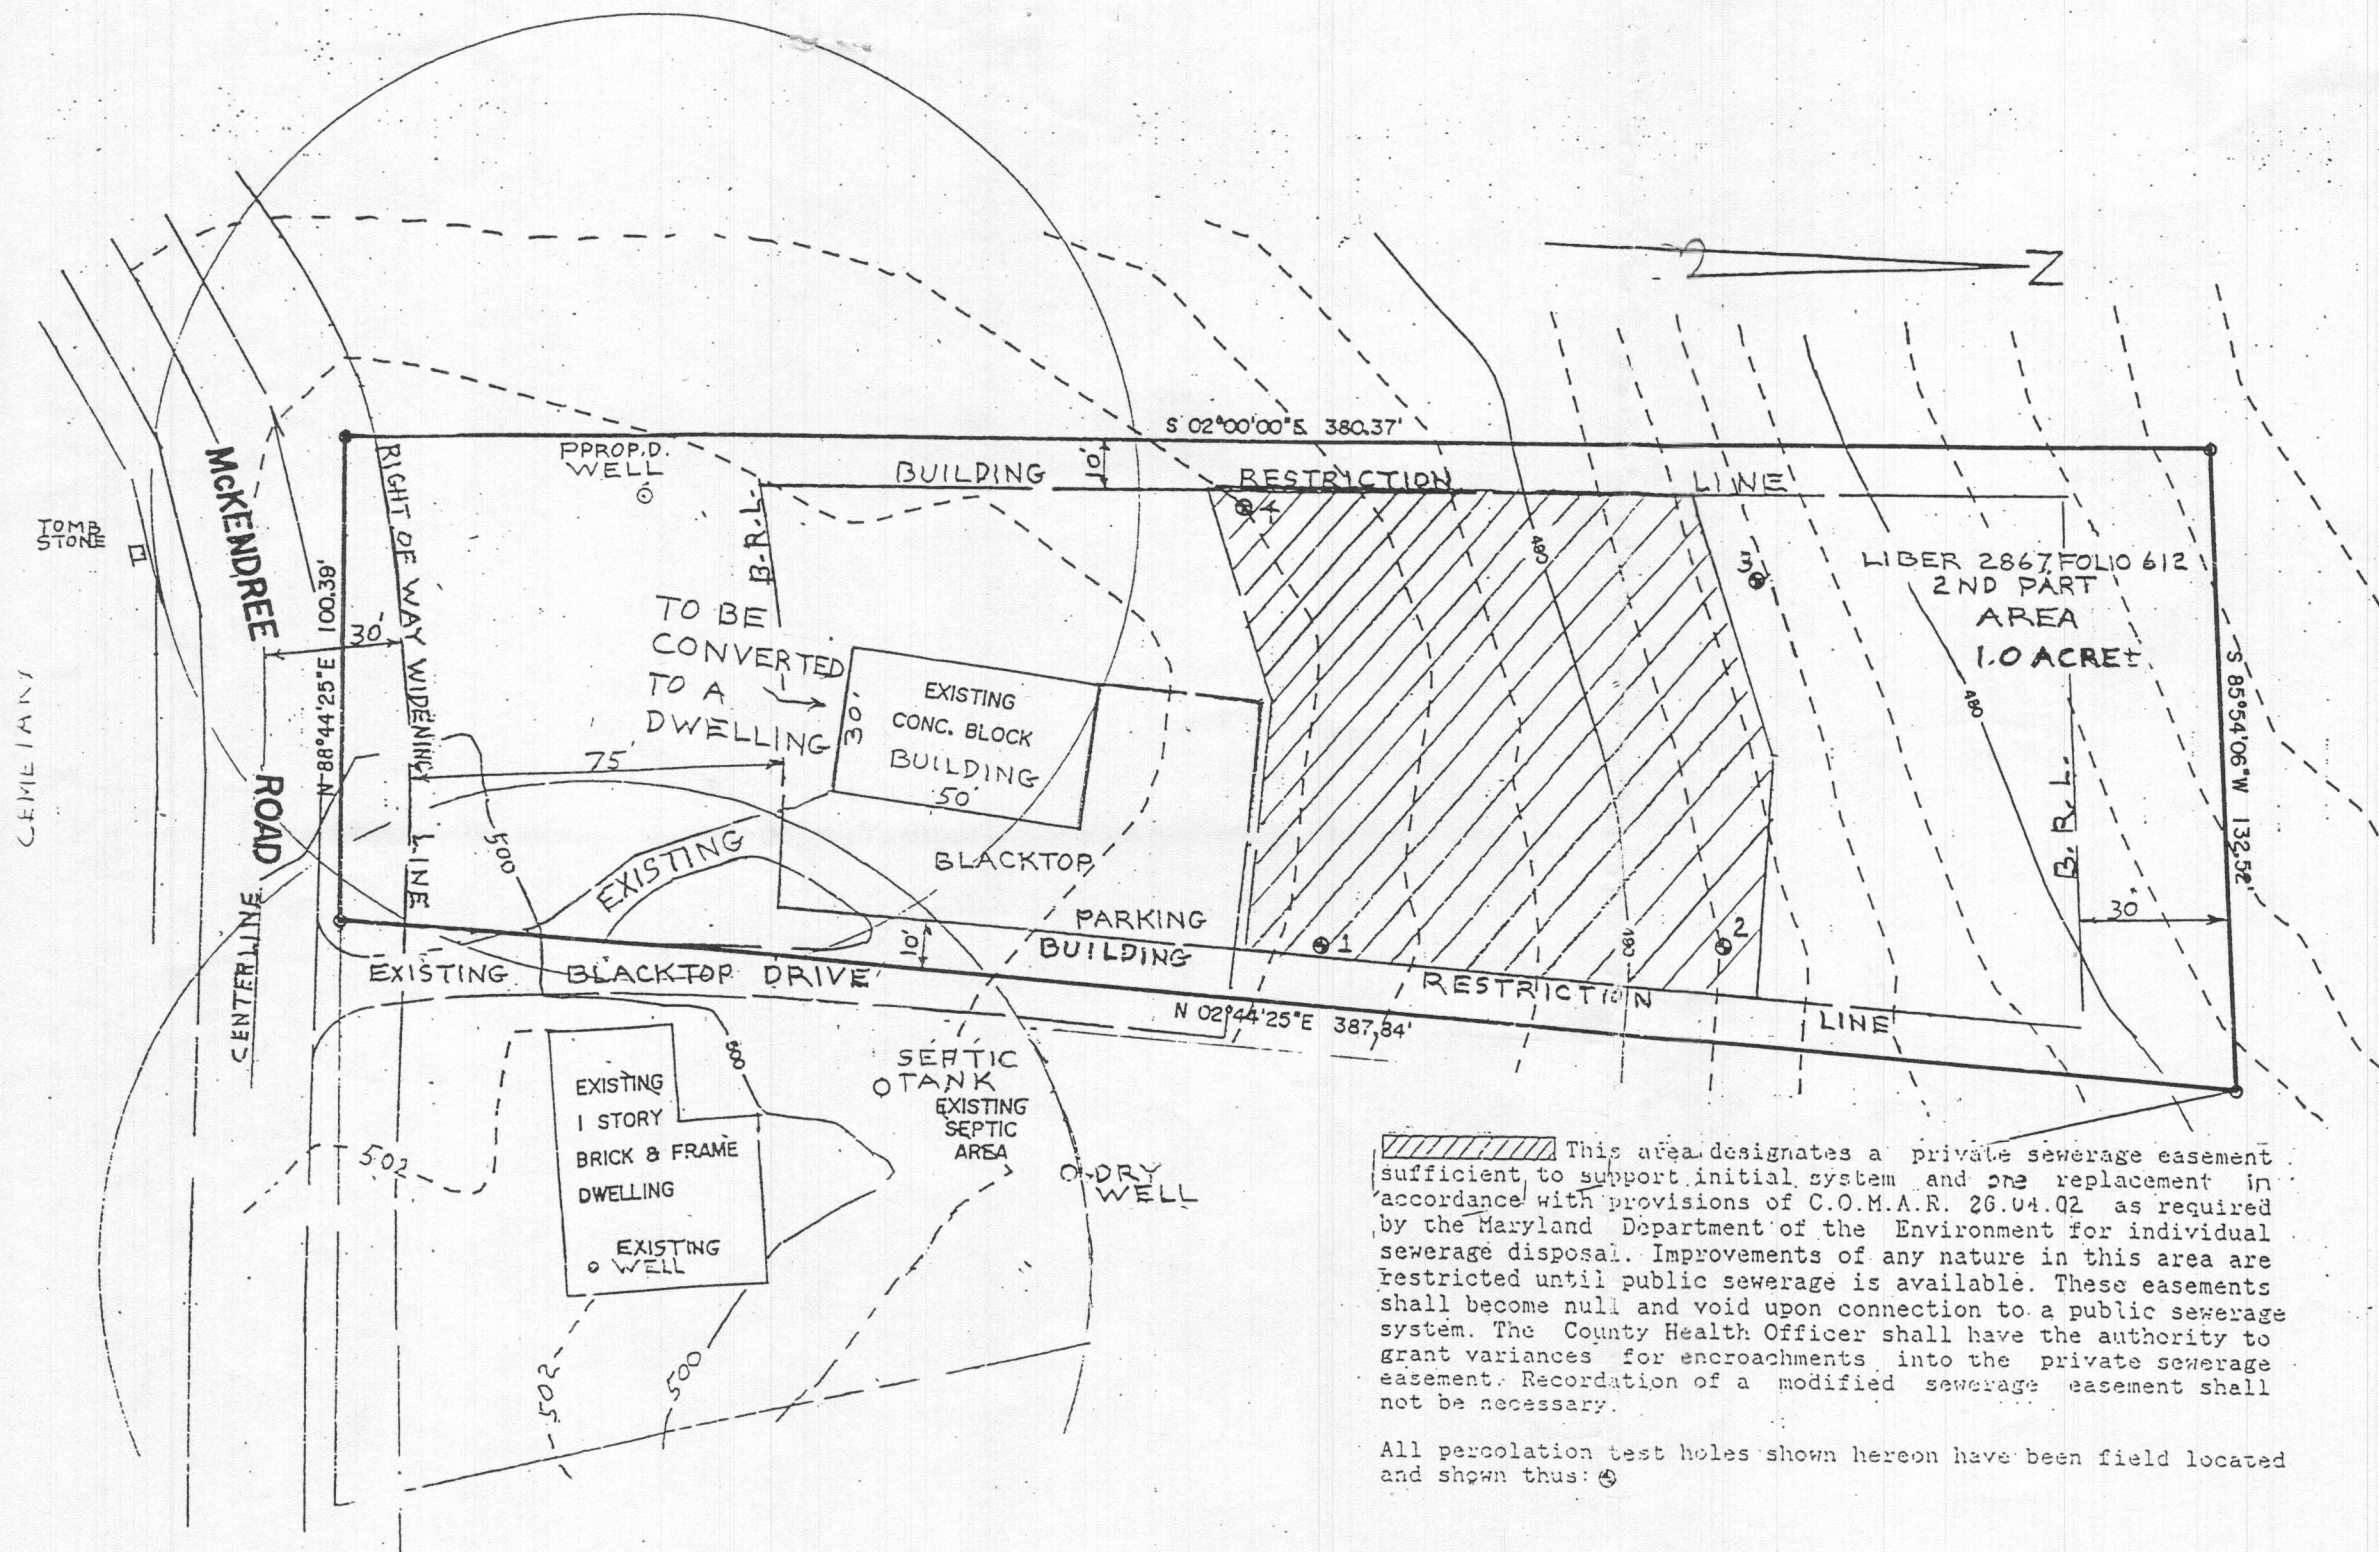 S 02°00'00"E 380.37'
N
PPROP.D.
WELL
BUILDING RESTRICTION LINE
10'
B.R.L.
4
RIGHT OF WAY WIDENING LINE
McKENDREE ROAD
TOMB
STONE
N 88°44'25"E 100.39'
30'
CEMETARY
TO BE
CONVERTED
TO A
DWELLING
30'
EXISTING
CONC. BLOCK
BUILDING
50'
75'
500
EXISTING
BLACKTOP
PARKING
3
LIBER 2867 FOLIO 612
2ND PART
AREA
1.0 ACRE±
480
S 85°54'06"W 132.52'
B.R.L.
30'
1
2
BUILDING RESTRICTION LINE
10'
N 02°44'25"E 387.84'
CENTERLINE
EXISTING BLACKTOP DRIVE
500
502
EXISTING
1 STORY
BRICK & FRAME
DWELLING
EXISTING
WELL
SEPTIC
TANK
EXISTING
SEPTIC
AREA
DRY
WELL
502
500
This area designates a private sewerage easement
sufficient to support initial system and one replacement in
accordance with provisions of C.O.M.A.R. 26.04.02 as required
by the Maryland Department of the Environment for individual
sewerage disposal. Improvements of any nature in this area are
restricted until public sewerage is available. These easements
shall become null and void upon connection to a public sewerage
system. The County Health Officer shall have the authority to
grant variances for encroachments into the private sewerage
easement. Recordation of a modified sewerage easement shall
not be necessary.
All percolation test holes shown hereon have been field located
and shown thus: